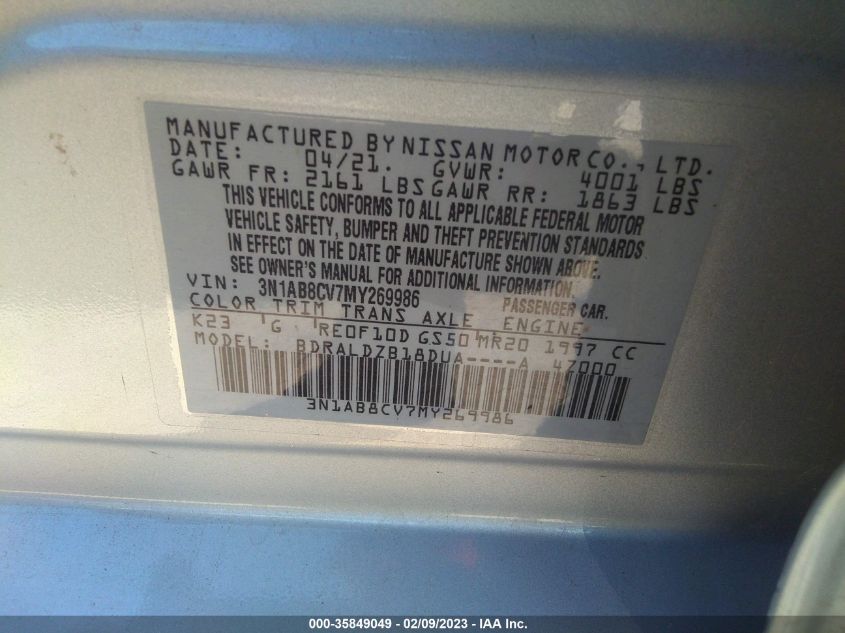 MANUFACTURED BY NISSAN MOTOR CO., LTD.
DATE: 04/21. GVWR: 4001 LBS
GAWR FR: 2161 LBS GAWR RR: 1863 LBS
THIS VEHICLE CONFORMS TO ALL APPLICABLE FEDERAL MOTOR
VEHICLE SAFETY, BUMPER AND THEFT PREVENTION STANDARDS
IN EFFECT ON THE DATE OF MANUFACTURE SHOWN ABOVE.
SEE OWNER'S MANUAL FOR ADDITIONAL INFORMATION.
VIN: 3N1AB8CV7MY269986 PASSENGER CAR.
COLOR TRIM TRANS AXLE ENGINE
K23 G RE0F10D GS50 MR20 1997 CC
MODEL: BDRALDZB18DUA----A 47000
3N1AB8CV7MY269986
000-35849049 - 02/09/2023 - IAA Inc.